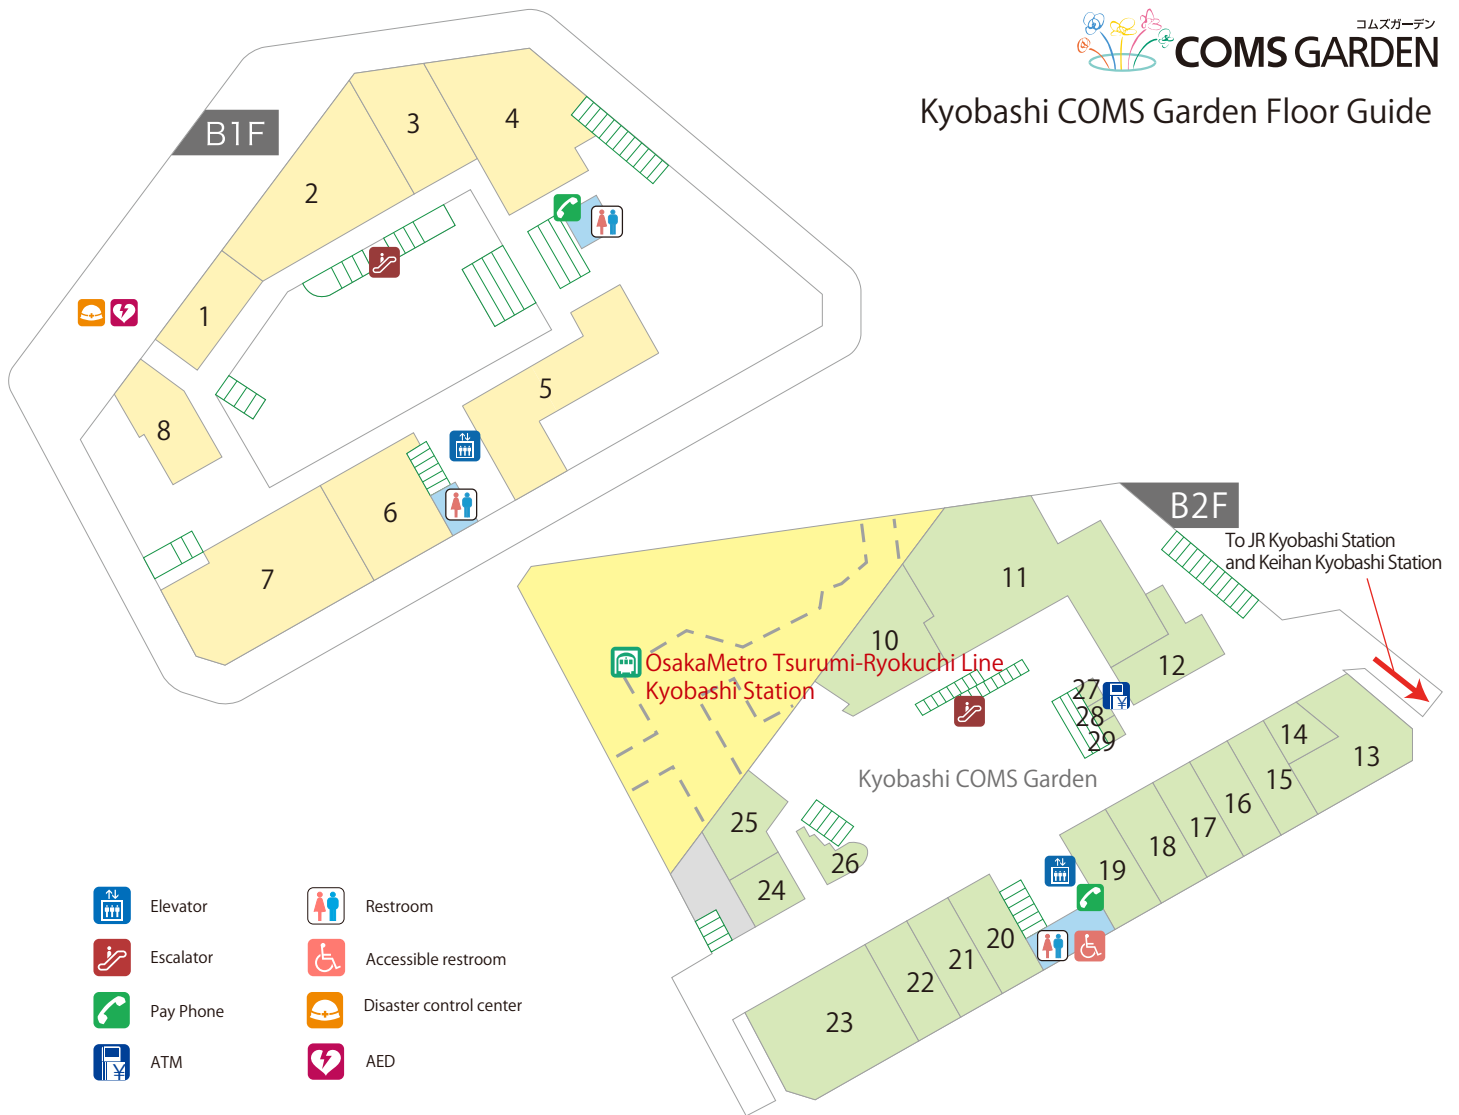 コムズガーデン
COMS GARDEN
Kyobashi COMS Garden Floor Guide
B1F
1
2
3
4
5
6
7
8
B2F
To JR Kyobashi Station
and Keihan Kyobashi Station
OsakaMetro Tsurumi-Ryokuchi Line
Kyobashi Station
Kyobashi COMS Garden
10
11
12
13
14
15
16
17
18
19
20
21
22
23
24
25
26
27
28
29
¥
Elevator
Escalator
Pay Phone
¥
ATM
Restroom
Accessible restroom
Disaster control center
AED